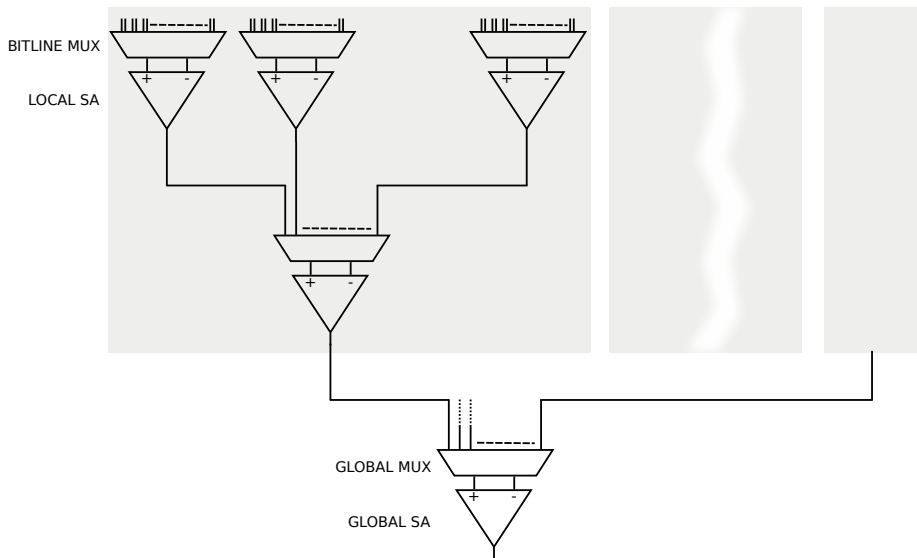 BITLINE MUX
+ - + - + -
LOCAL SA
+ -
GLOBAL MUX
+ -
GLOBAL SA